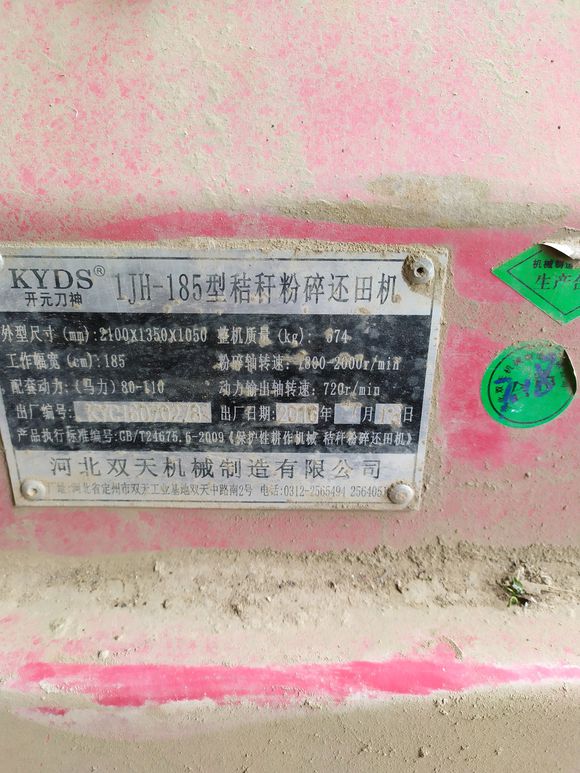 KYDS® 1JH-185型秸秆粉碎还田机
开元刀神
外型尺寸(mm):2100X1350X1050 整机质量(kg): 674
工作幅宽(cm):185 粉碎轴转速:1800-2000r/min
配套动力:(马力)80-110 动力输出轴转速:720r/min
出厂编号: 出厂日期:2016年 月 日
产品执行标准编号:GB/T24675.6-2009《保护性耕作机械 秸秆粉碎还田机》
河北双天机械制造有限公司
厂址:河北省定州市双天工业基地双天中路南2号 电话:0312-2565494
机械制造
生产